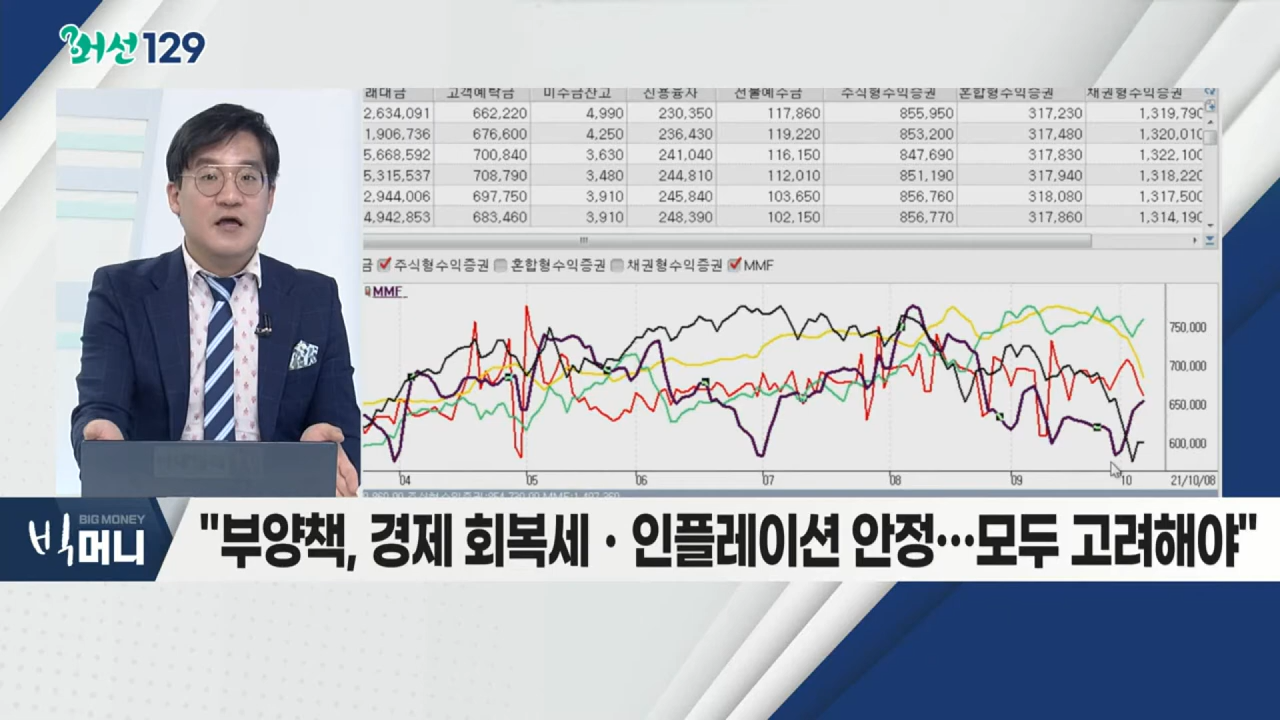 머선129
래대금 고객예탁금 미수금잔고 신용융자 선물예수금 주식형수익증권 혼합형수익증권 채권형수익증권
2,634,091 662,220 4,990 230,350 117,860 855,950 317,230 1,319,790
1,906,736 676,600 4,250 236,430 119,220 853,200 317,480 1,320,010
5,668,592 700,840 3,630 241,040 116,150 847,690 317,830 1,322,100
5,315,537 708,790 3,480 244,810 112,010 851,190 317,940 1,318,220
2,944,006 697,750 3,910 245,840 103,650 856,760 318,080 1,317,500
4,942,853 683,460 3,910 248,390 102,150 856,770 317,860 1,314,190
금 주식형수익증권 혼합형수익증권 채권형수익증권 MMF
MMF
750,000
700,000
650,000
600,000
04 05 06 07 08 09 10 21/10/08
빅머니
BIG MONEY
"부양책, 경제 회복세·인플레이션 안정…모두 고려해야"